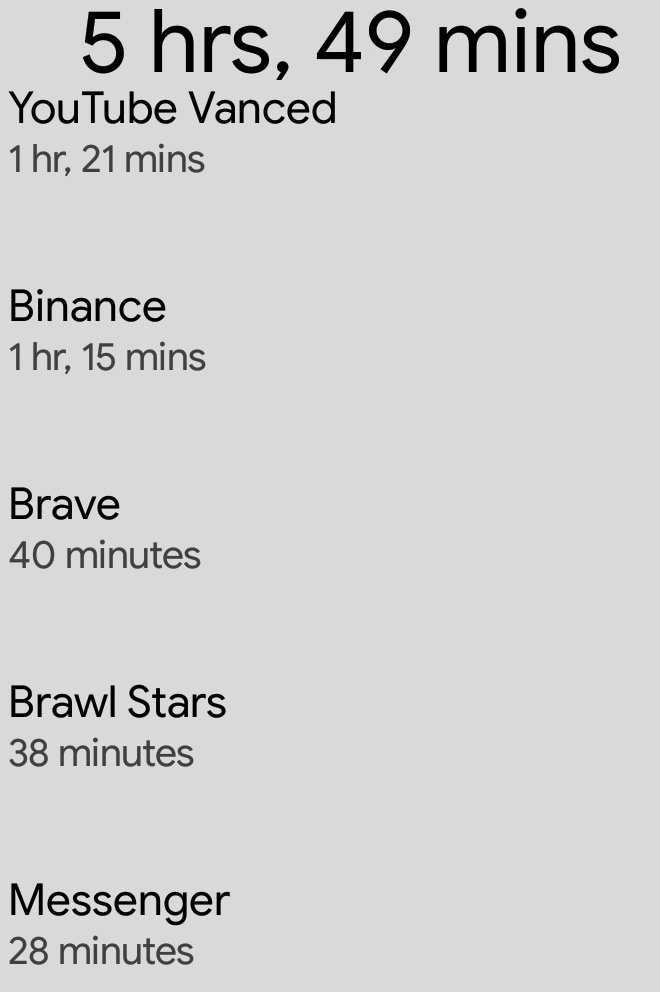 5 hrs, 49 mins
YouTube Vanced
1 hr, 21 mins
Binance
1 hr, 15 mins
Brave
40 minutes
Brawl Stars
38 minutes
Messenger
28 minutes